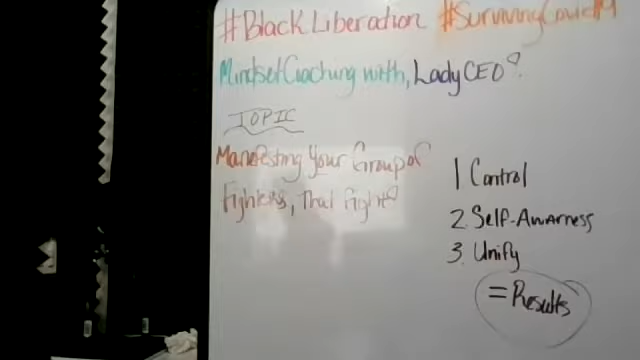 #BlackLiberation #SurvivingCovid19
MindsetCoaching with, LadyCEO?
TOPIC
Manifesting Your Group of
Fighters, That Fight?
1 Control
2. Self-Awarness
3. Unify
= Results